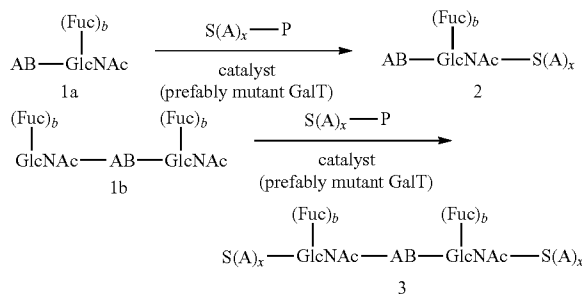 (Fuc)b
AB—GlcNAc
1a
S(A)x—P
catalyst
(prefably mutant GalT)
(Fuc)b
AB—GlcNAc—S(A)x
2
(Fuc)b (Fuc)b
GlcNAc—AB—GlcNAc
1b
S(A)x—P
catalyst
(prefably mutant GalT)
(Fuc)b (Fuc)b
S(A)x—GlcNAc—AB—GlcNAc—S(A)x
3